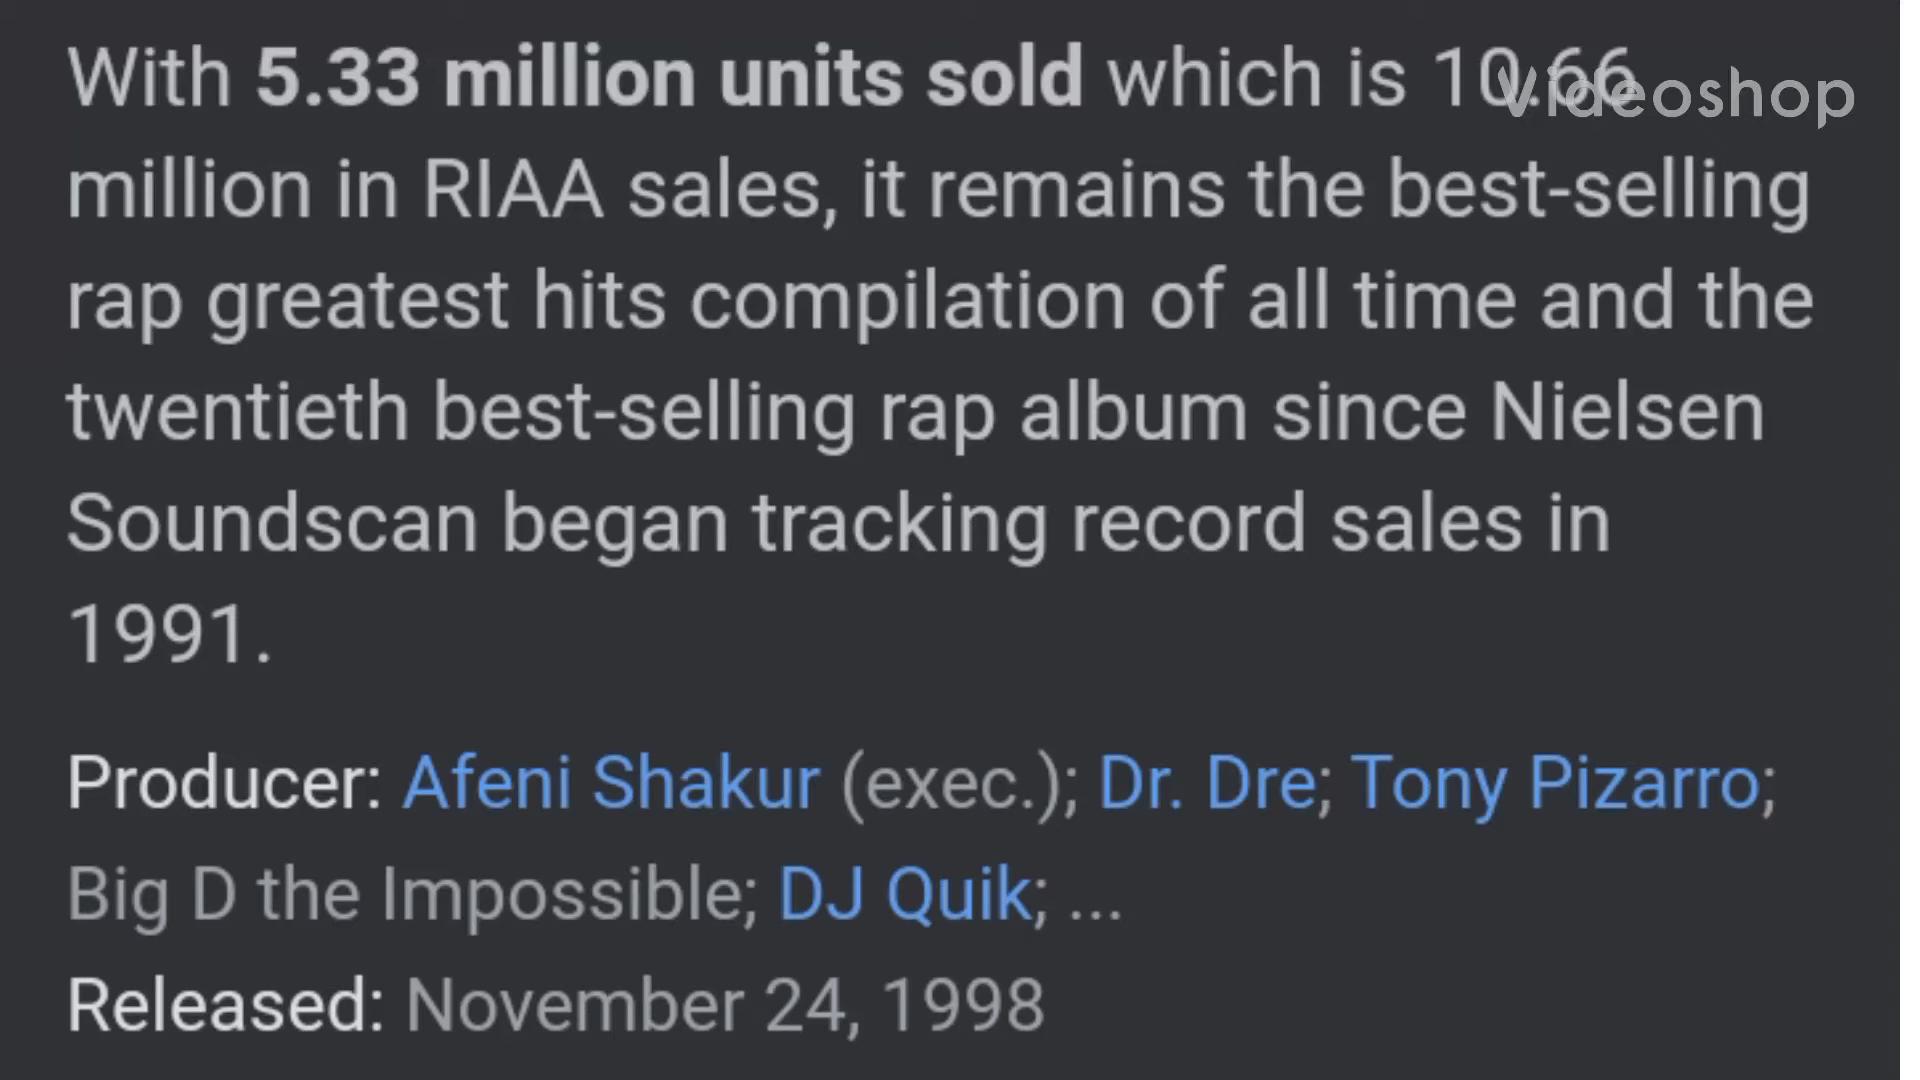 With 5.33 million units sold which is 10.66
Videoshop
million in RIAA sales, it remains the best-selling
rap greatest hits compilation of all time and the
twentieth best-selling rap album since Nielsen
Soundscan began tracking record sales in
1991.
Producer: Afeni Shakur (exec.); Dr. Dre; Tony Pizarro;
Big D the Impossible; DJ Quik; ...
Released: November 24, 1998